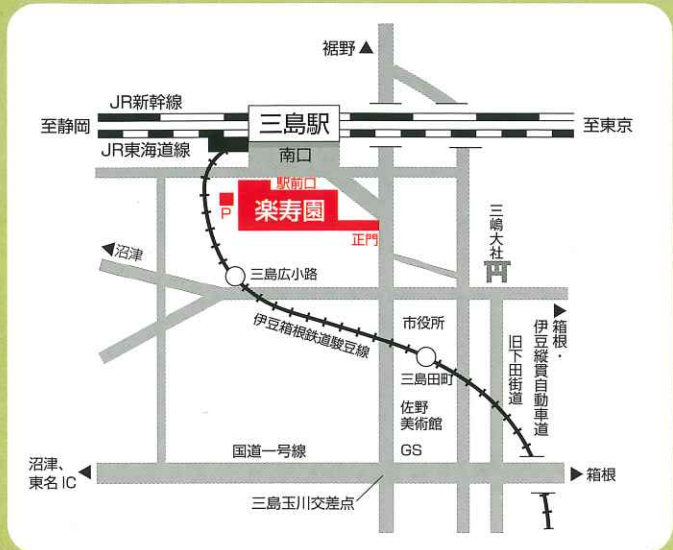 裾野▲
JR新幹線
至静岡
三島駅
至東京
JR東海道線
南口
駅前口
P
楽寿園
正門
三嶋大社
沼津
三島広小路
伊豆箱根鉄道駿豆線
市役所
三島田町
箱根・
伊豆縦貫自動車道
旧下田街道
佐野
美術館
国道一号線
GS
沼津、
東名IC
箱根
三島玉川交差点